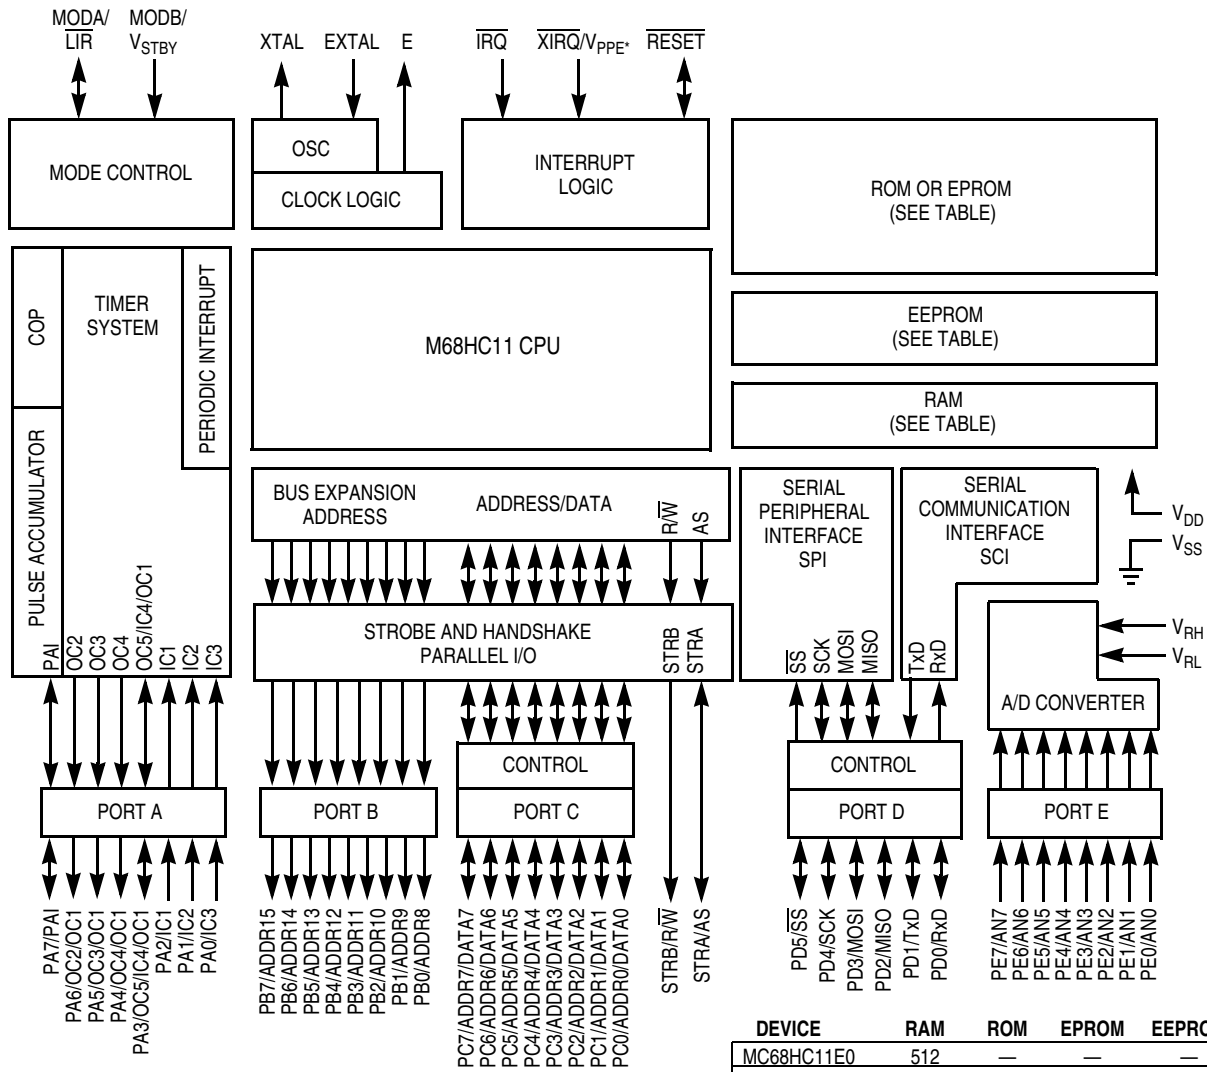 MODA/ MODB/
LIR VSTBY XTAL EXTAL E IRQ XIRQ/VPPE* RESET
MODE CONTROL
OSC
CLOCK LOGIC
INTERRUPT
LOGIC
ROM OR EPROM
(SEE TABLE)
COP
TIMER
SYSTEM
PERIODIC INTERRUPT
M68HC11 CPU
EEPROM
(SEE TABLE)
RAM
(SEE TABLE)
PULSE ACCUMULATOR
BUS EXPANSION
ADDRESS
ADDRESS/DATA
R/W
AS
SERIAL
PERIPHERAL
INTERFACE
SPI
SERIAL
COMMUNICATION
INTERFACE
SCI
VDD
VSS
PAI
OC2
OC3
OC4
OC5/IC4/OC1
IC1
IC2
IC3
STROBE AND HANDSHAKE
PARALLEL I/O
STRB
STRA
SS
SCK
MOSI
MISO
TxD
RxD
VRH
VRL
A/D CONVERTER
CONTROL
CONTROL
PORT A
PORT B
PORT C
PORT D
PORT E
PA7/PAI
PA6/OC2/OC1
PA5/OC3/OC1
PA4/OC4/OC1
PA3/OC5/IC4/OC1
PA2/IC1
PA1/IC2
PA0/IC3
PB7/ADDR15
PB6/ADDR14
PB5/ADDR13
PB4/ADDR12
PB3/ADDR11
PB2/ADDR10
PB1/ADDR9
PB0/ADDR8
PC7/ADDR7/DATA7
PC6/ADDR6/DATA6
PC5/ADDR5/DATA5
PC4/ADDR4/DATA4
PC3/ADDR3/DATA3
PC2/ADDR2/DATA2
PC1/ADDR1/DATA1
PC0/ADDR0/DATA0
STRB/R/W
STRA/AS
PD5/SS
PD4/SCK
PD3/MOSI
PD2/MISO
PD1/TxD
PD0/RxD
PE7/AN7
PE6/AN6
PE5/AN5
PE4/AN4
PE3/AN3
PE2/AN2
PE1/AN1
PE0/AN0
DEVICE RAM ROM EPROM EEPRO
MC68HC11E0 512 — — —